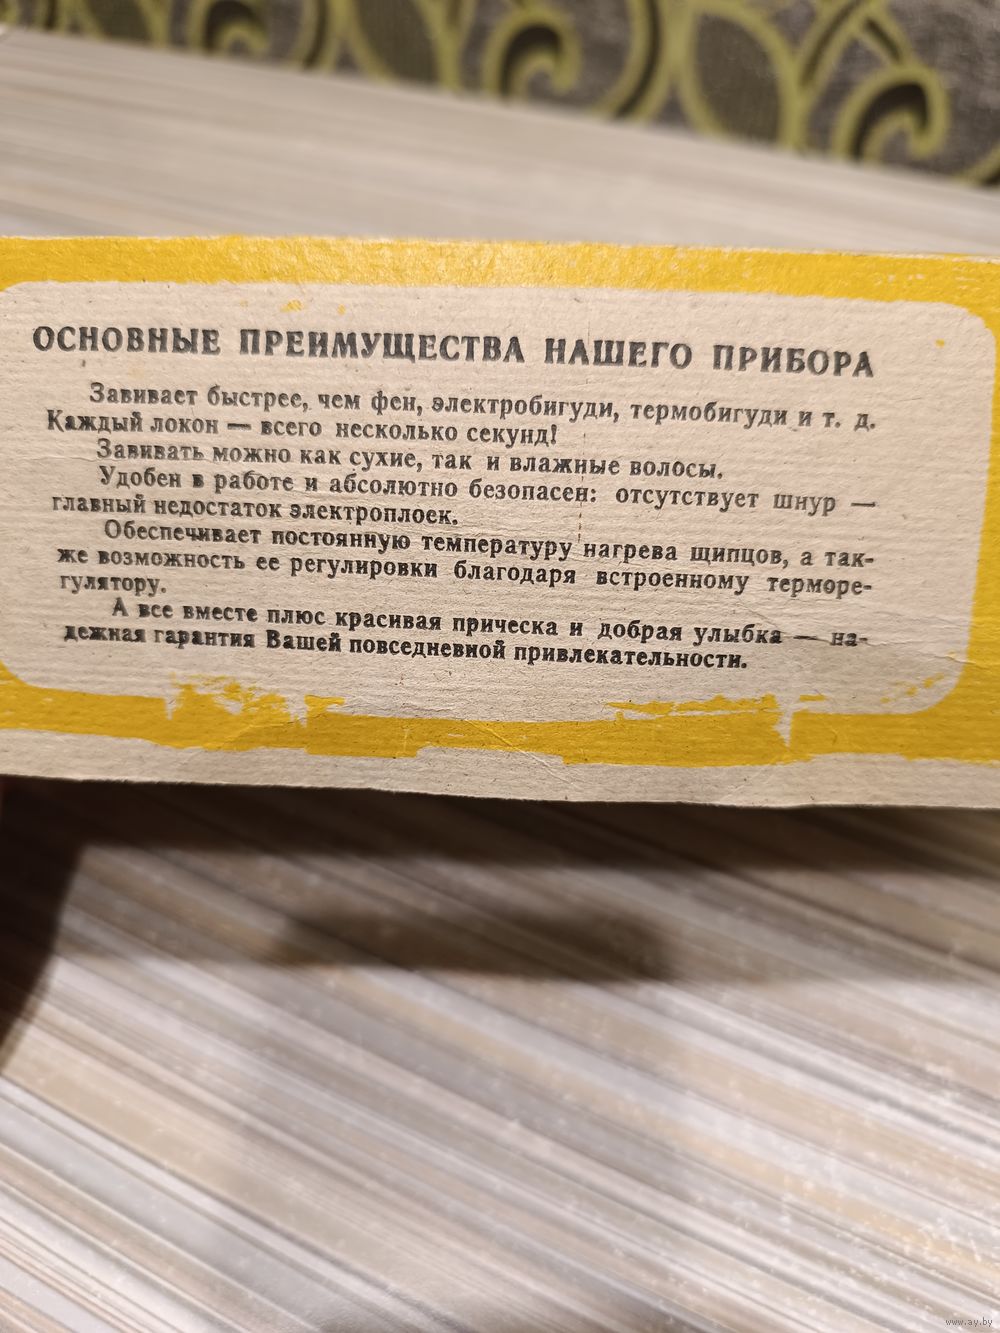 ОСНОВНЫЕ ПРЕИМУЩЕСТВА НАШЕГО ПРИБОРА
Завивает быстрее, чем фен, электробигуди, термобигуди и т. д.
Каждый локон — всего несколько секунд!
Завивать можно как сухие, так и влажные волосы.
Удобен в работе и абсолютно безопасен: отсутствует шнур —
главный недостаток электроплоек.
Обеспечивает постоянную температуру нагрева щипцов, а так-
же возможность ее регулировки благодаря встроенному терморе-
гулятору.
А все вместе плюс красивая прическа и добрая улыбка — на-
дежная гарантия Вашей повседневной привлекательности.
www.ay.by